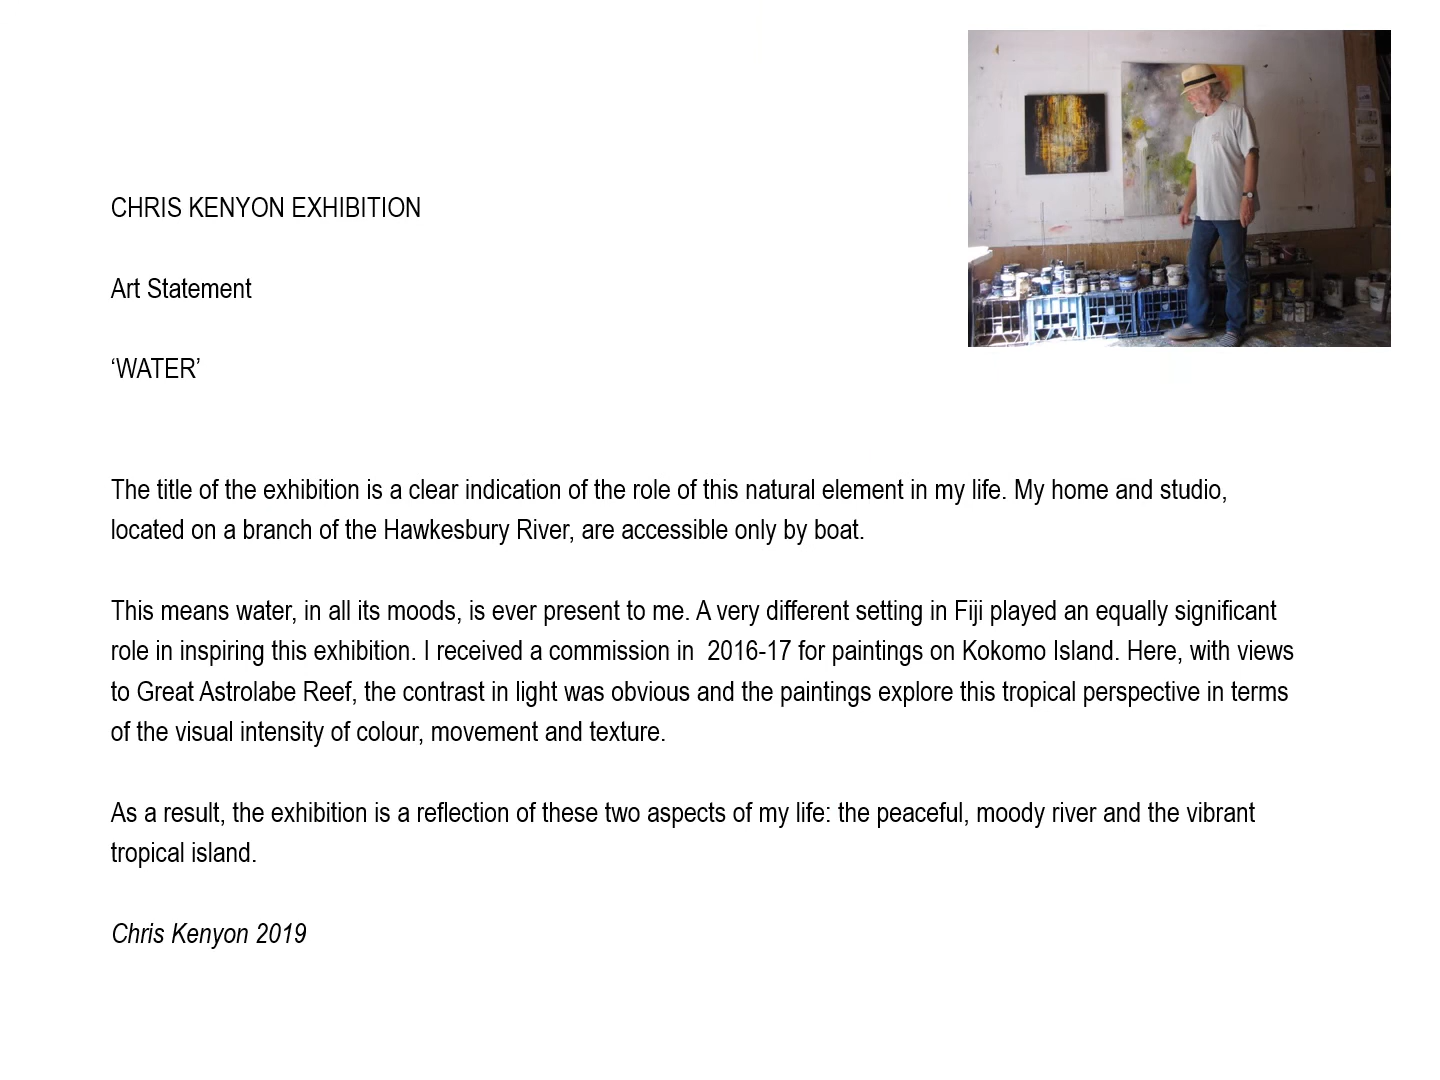 CHRIS KENYON EXHIBITION
Art Statement
‘WATER’
The title of the exhibition is a clear indication of the role of this natural element in my life. My home and studio,
located on a branch of the Hawkesbury River, are accessible only by boat.
This means water, in all its moods, is ever present to me. A very different setting in Fiji played an equally significant
role in inspiring this exhibition. I received a commission in  2016-17 for paintings on Kokomo Island. Here, with views
to Great Astrolabe Reef, the contrast in light was obvious and the paintings explore this tropical perspective in terms
of the visual intensity of colour, movement and texture.
As a result, the exhibition is a reflection of these two aspects of my life: the peaceful, moody river and the vibrant
tropical island.
Chris Kenyon 2019